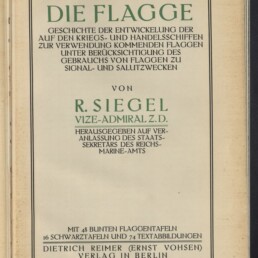 DIE FLAGGE
GESCHICHTE DER ENTWICKELUNG DER
AUF DEN KRIEGS- UND HANDELSSCHIFFEN
ZUR VERWENDUNG KOMMENDEN FLAGGEN
UNTER BERÜCKSICHTIGUNG DES
GEBRAUCHS VON FLAGGEN ZU
SIGNAL- UND SALUTZWECKEN
VON
R. SIEGEL
VIZE-ADMIRAL Z. D.
HERAUSGEGEBEN AUF VER-
ANLASSUNG DES STAATS-
SEKRETÄRS DES REICHS-
MARINE-AMTS
MIT 48 BUNTEN FLAGGENTAFELN
16 SCHWARZTAFELN UND 74 TEXTABBILDUNGEN
DIETRICH REIMER (ERNST VOHSEN)
VERLAG IN BERLIN